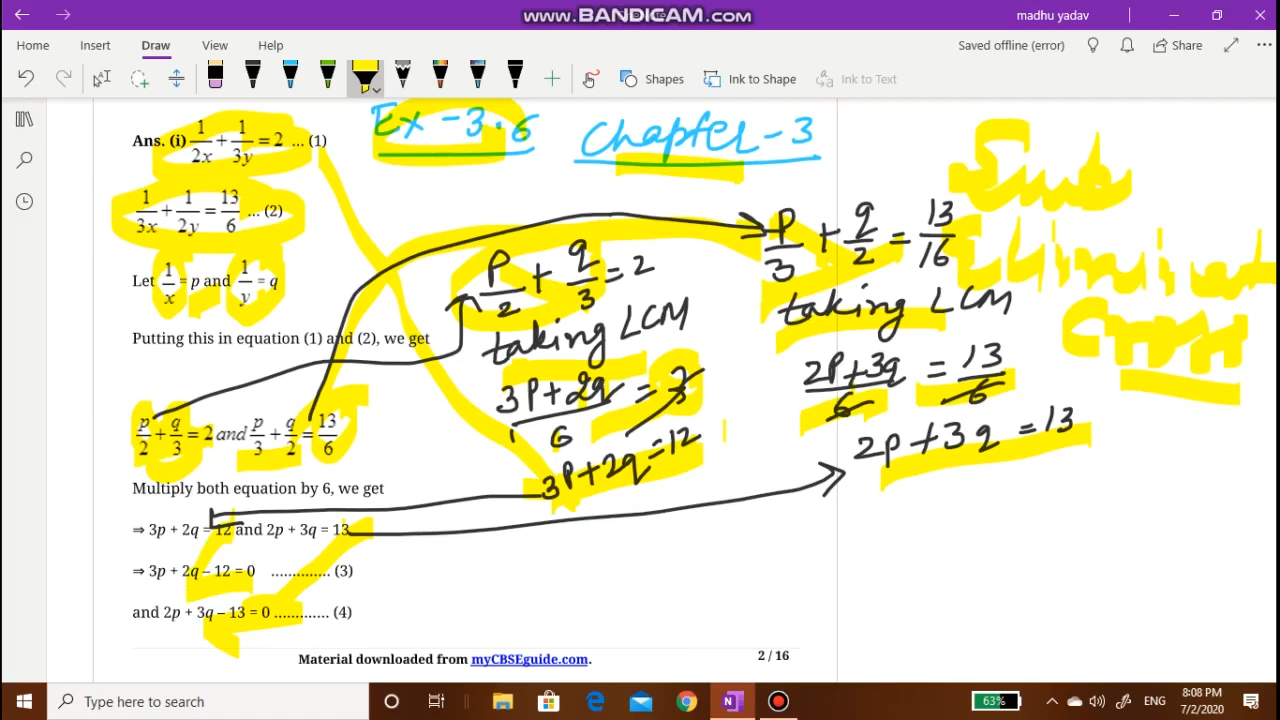 www.BANDICAM.com
madhu yadav
Home Insert Draw View Help
Saved offline (error)
Share
Shapes
Ink to Shape
Ink to Text
Ex - 3.6 Chapter - 3
Ans. (i) 1/2x + 1/3y = 2 ... (1)
1/3x + 1/2y = 13/6 ... (2)
Let 1/x = p and 1/y = q
Putting this in equation (1) and (2), we get
p/2 + q/3 = 2 and p/3 + q/2 = 13/6
Multiply both equation by 6, we get
⇒ 3p + 2q = 12 and 2p + 3q = 13
⇒ 3p + 2q – 12 = 0 .............. (3)
and 2p + 3q – 13 = 0 ............. (4)
P/2 + q/3 = 2
taking LCM
3P+2q/6 = 2
3P+2q=12
P/3 + q/2 = 13/16
taking LCM
2P+3q/6 = 13/6
2p+3q=13
Sub
Cross
Material downloaded from myCBSEguide.com.
2 / 16
Type here to search
63%
ENG
8:08 PM
7/2/2020